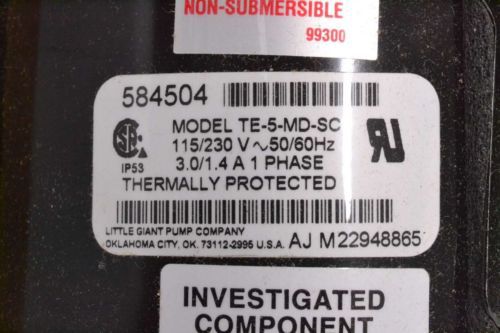 NON-SUBMERSIBLE
99300
584504
MODEL TE-5-MD-SC
115/230 V ~ 50/60Hz
IP53
3.0/1.4 A 1 PHASE
THERMALLY PROTECTED
LITTLE GIANT PUMP COMPANY
OKLAHOMA CITY, OK. 73112-2995 U.S.A. AJ M22948865
INVESTIGATED
COMPONENT